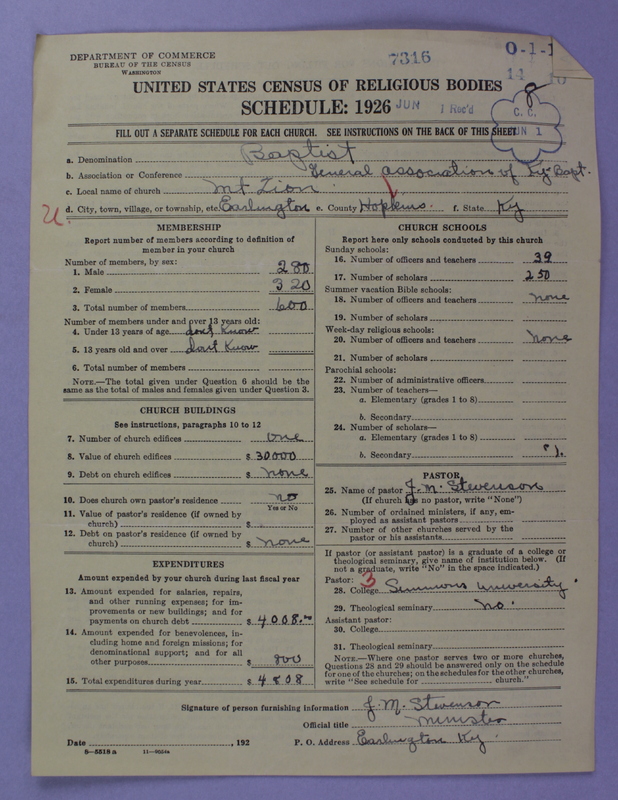 DEPARTMENT OF COMMERCE
BUREAU OF THE CENSUS
WASHINGTON
7316
O-1-1
11 10
UNITED STATES CENSUS OF RELIGIOUS BODIES
SCHEDULE: 1926
JUN 1 Rec'd
8
C. C.
JUN 1
FILL OUT A SEPARATE SCHEDULE FOR EACH CHURCH. SEE INSTRUCTIONS ON THE BACK OF THIS SHEET
a. Denomination Baptist
b. Association or Conference General association of Ky Bapt.
c. Local name of church Mt Zion
d. City, town, village, or township, etc. Earlington e. County Hopkins. f. State Ky
MEMBERSHIP
Report number of members according to definition of
member in your church
Number of members, by sex:
1. Male 280
2. Female 320
3. Total number of members 600
Number of members under and over 13 years old:
4. Under 13 years of age dont Know
5. 13 years old and over dont Know
6. Total number of members
NOTE.—The total given under Question 6 should be the
same as the total of males and females given under Question 3.
CHURCH BUILDINGS
See instructions, paragraphs 10 to 12
7. Number of church edifices one
8. Value of church edifices $ 30000
9. Debt on church edifices $ none
10. Does church own pastor's residence no
Yes or No
11. Value of pastor's residence (if owned by
church) $
12. Debt on pastor's residence (if owned by
church) $ none
EXPENDITURES
Amount expended by your church during last fiscal year
13. Amount expended for salaries, repairs,
and other running expenses; for im-
provements or new buildings; and for
payments on church debt $ 4008.00
14. Amount expended for benevolences, in-
cluding home and foreign missions; for
denominational support; and for all
other purposes $ 800
15. Total expenditures during year $ 4808
CHURCH SCHOOLS
Report here only schools conducted by this church
Sunday schools:
16. Number of officers and teachers 39
17. Number of scholars 250
Summer vacation Bible schools:
18. Number of officers and teachers none
19. Number of scholars
Week-day religious schools:
20. Number of officers and teachers none
21. Number of scholars
Parochial schools:
22. Number of administrative officers
23. Number of teachers—
a. Elementary (grades 1 to 8)
b. Secondary
24. Number of scholars—
a. Elementary (grades 1 to 8)
b. Secondary
PASTOR
25. Name of pastor J. M. Stevenson
(If church has no pastor, write "None")
26. Number of ordained ministers, if any, em-
ployed as assistant pastors
27. Number of other churches served by the
pastor or his assistants
If pastor (or assistant pastor) is a graduate of a college or
theological seminary, give name of institution below. (If
not a graduate, write "No" in the space indicated.)
Pastor: 3
28. College Simmons University
29. Theological seminary no.
Assistant pastor:
30. College
31. Theological seminary
NOTE.—Where one pastor serves two or more churches,
Questions 28 and 29 should be answered only on the schedule
for one of the churches; on the schedules for the other churches,
write "See schedule for church."
Signature of person furnishing information J. M. Stevenson
Official title Minister
Date , 192 P. O. Address Earlington Ky.
8—5518 a 11—9554a